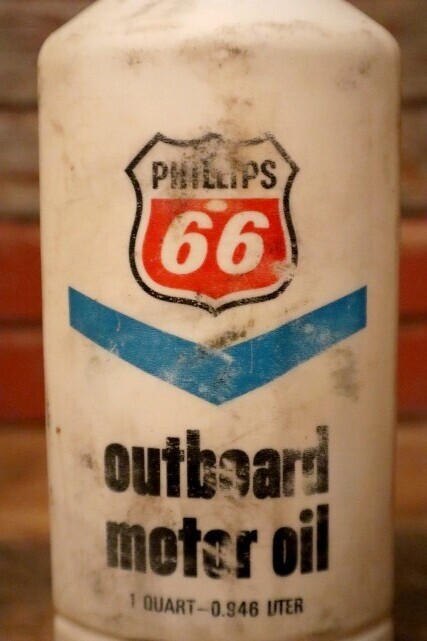 PHILLIPS
66
outboard
motor oil
1 QUART–0.946 LITER